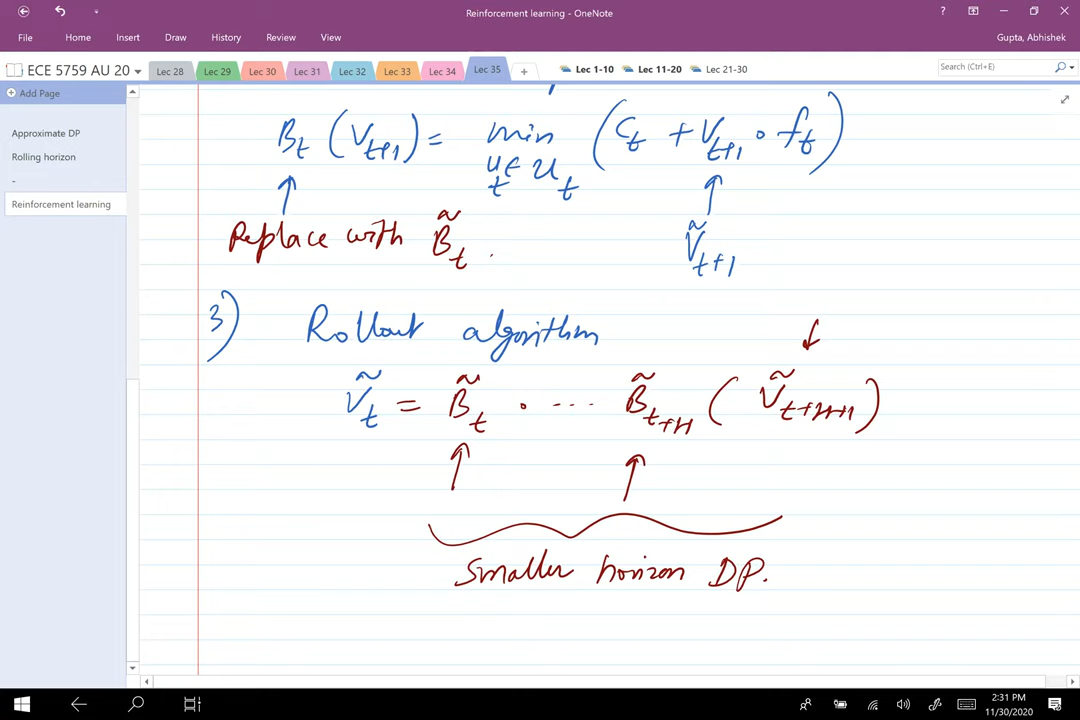 Reinforcement learning - OneNote
File Home Insert Draw History Review View
Gupta, Abhishek
ECE 5759 AU 20
Lec 28 Lec 29 Lec 30 Lec 31 Lec 32 Lec 33 Lec 34 Lec 35 + Lec 1-10 Lec 11-20 Lec 21-30
Search (Ctrl+E)
Add Page
Approximate DP
Rolling horizon
-
Reinforcement learning
B_t (V_{t+1}) = min_{u_t ∈ U_t} (C_t + V_{t+1} ∘ f_t)
Replace with B̃_t .
Ṽ_{t+1}
3) Rollout algorithm
Ṽ_t = B̃_t · ... B̃_{t+H} ( Ṽ_{t+H+1} )
Smaller horizon DP.
2:31 PM
11/30/2020